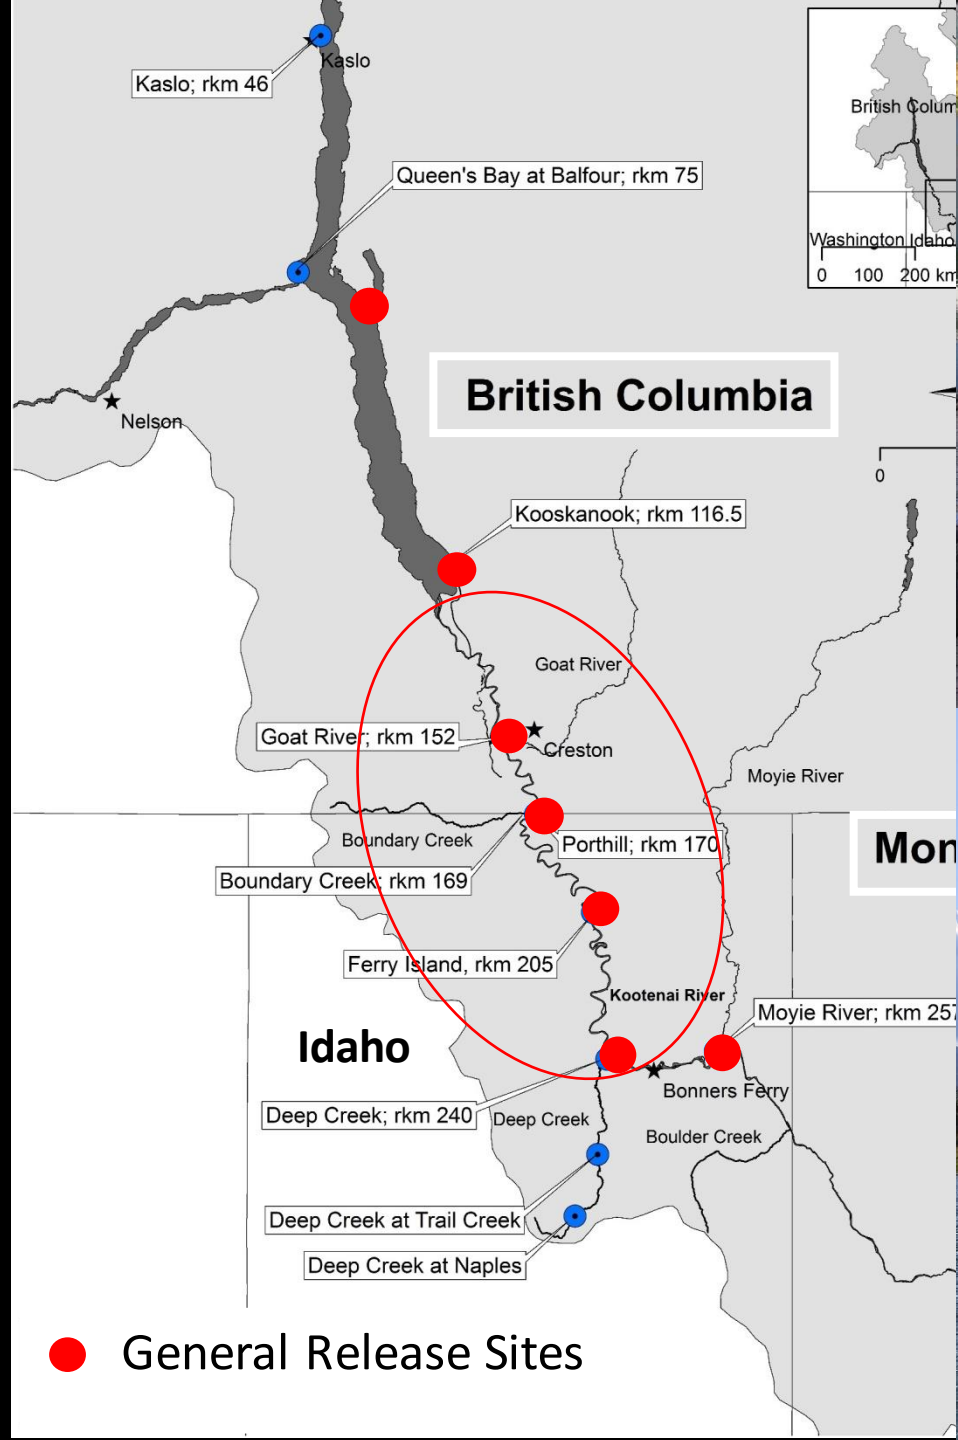 Kaslo
Kaslo; rkm 46
British Colum
Queen's Bay at Balfour; rkm 75
Washington Idaho
0 100 200 km
British Columbia
Nelson
0
Kooskanook; rkm 116.5
Goat River
Goat River; rkm 152
Creston
Moyie River
Boundary Creek
Porthill; rkm 170
Mon
Boundary Creek; rkm 169
Ferry Island, rkm 205
Kootenai River
Moyie River; rkm 257
Idaho
Bonners Ferry
Deep Creek; rkm 240
Deep Creek
Boulder Creek
Deep Creek at Trail Creek
Deep Creek at Naples
General Release Sites